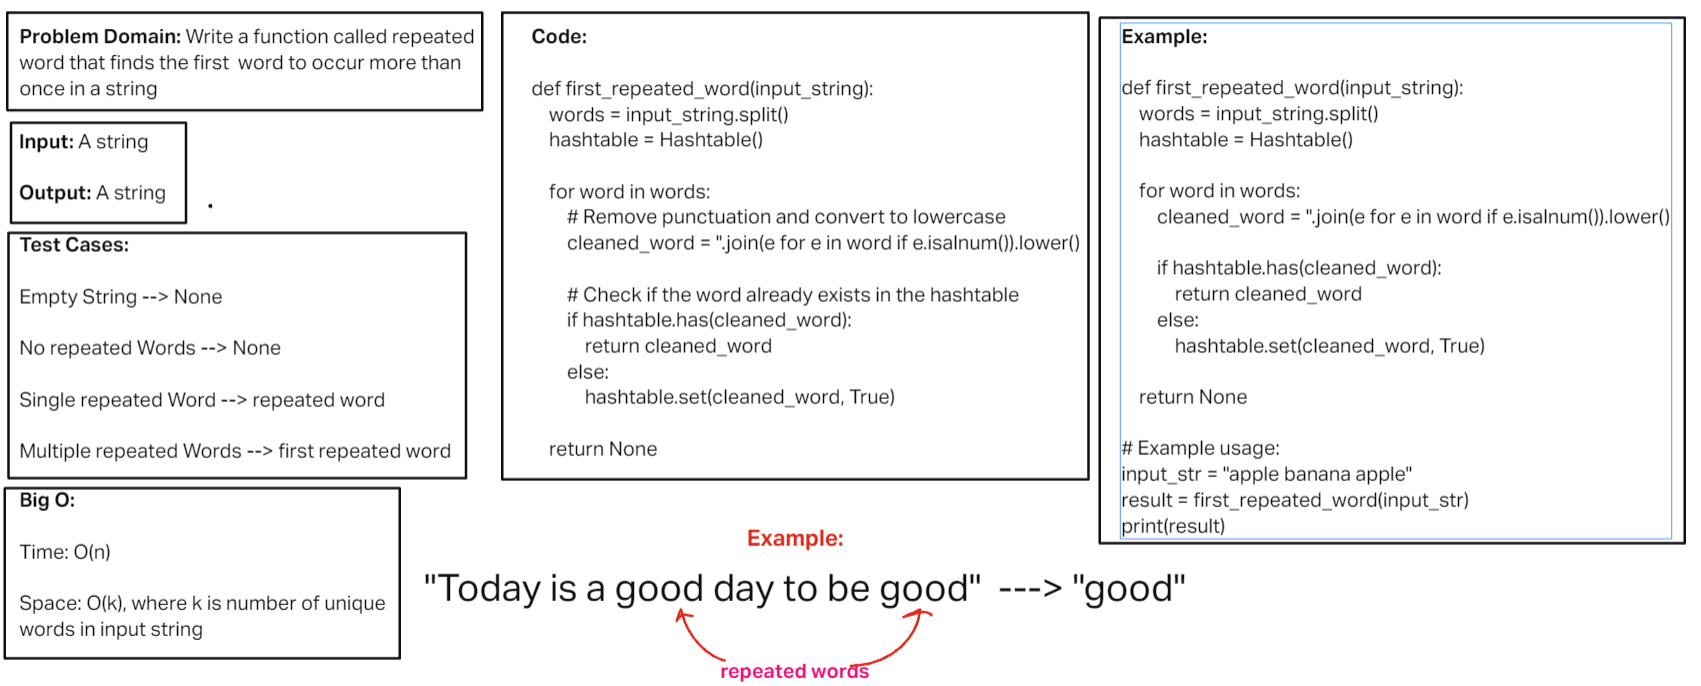 Problem Domain: Write a function called repeated
word that finds the first word to occur more than
once in a string
Input: A string
Output: A string
.
Test Cases:
Empty String --> None
No repeated Words --> None
Single repeated Word --> repeated word
Multiple repeated Words --> first repeated word
Big O:
Time: O(n)
Space: O(k), where k is number of unique
words in input string
Code:
def first_repeated_word(input_string):
words = input_string.split()
hashtable = Hashtable()
for word in words:
# Remove punctuation and convert to lowercase
cleaned_word = ''.join(e for e in word if e.isalnum()).lower()
# Check if the word already exists in the hashtable
if hashtable.has(cleaned_word):
return cleaned_word
else:
hashtable.set(cleaned_word, True)
return None
Example:
def first_repeated_word(input_string):
words = input_string.split()
hashtable = Hashtable()
for word in words:
cleaned_word = ''.join(e for e in word if e.isalnum()).lower()
if hashtable.has(cleaned_word):
return cleaned_word
else:
hashtable.set(cleaned_word, True)
return None
# Example usage:
input_str = "apple banana apple"
result = first_repeated_word(input_str)
print(result)
Example:
"Today is a good day to be good" ---> "good"
repeated words